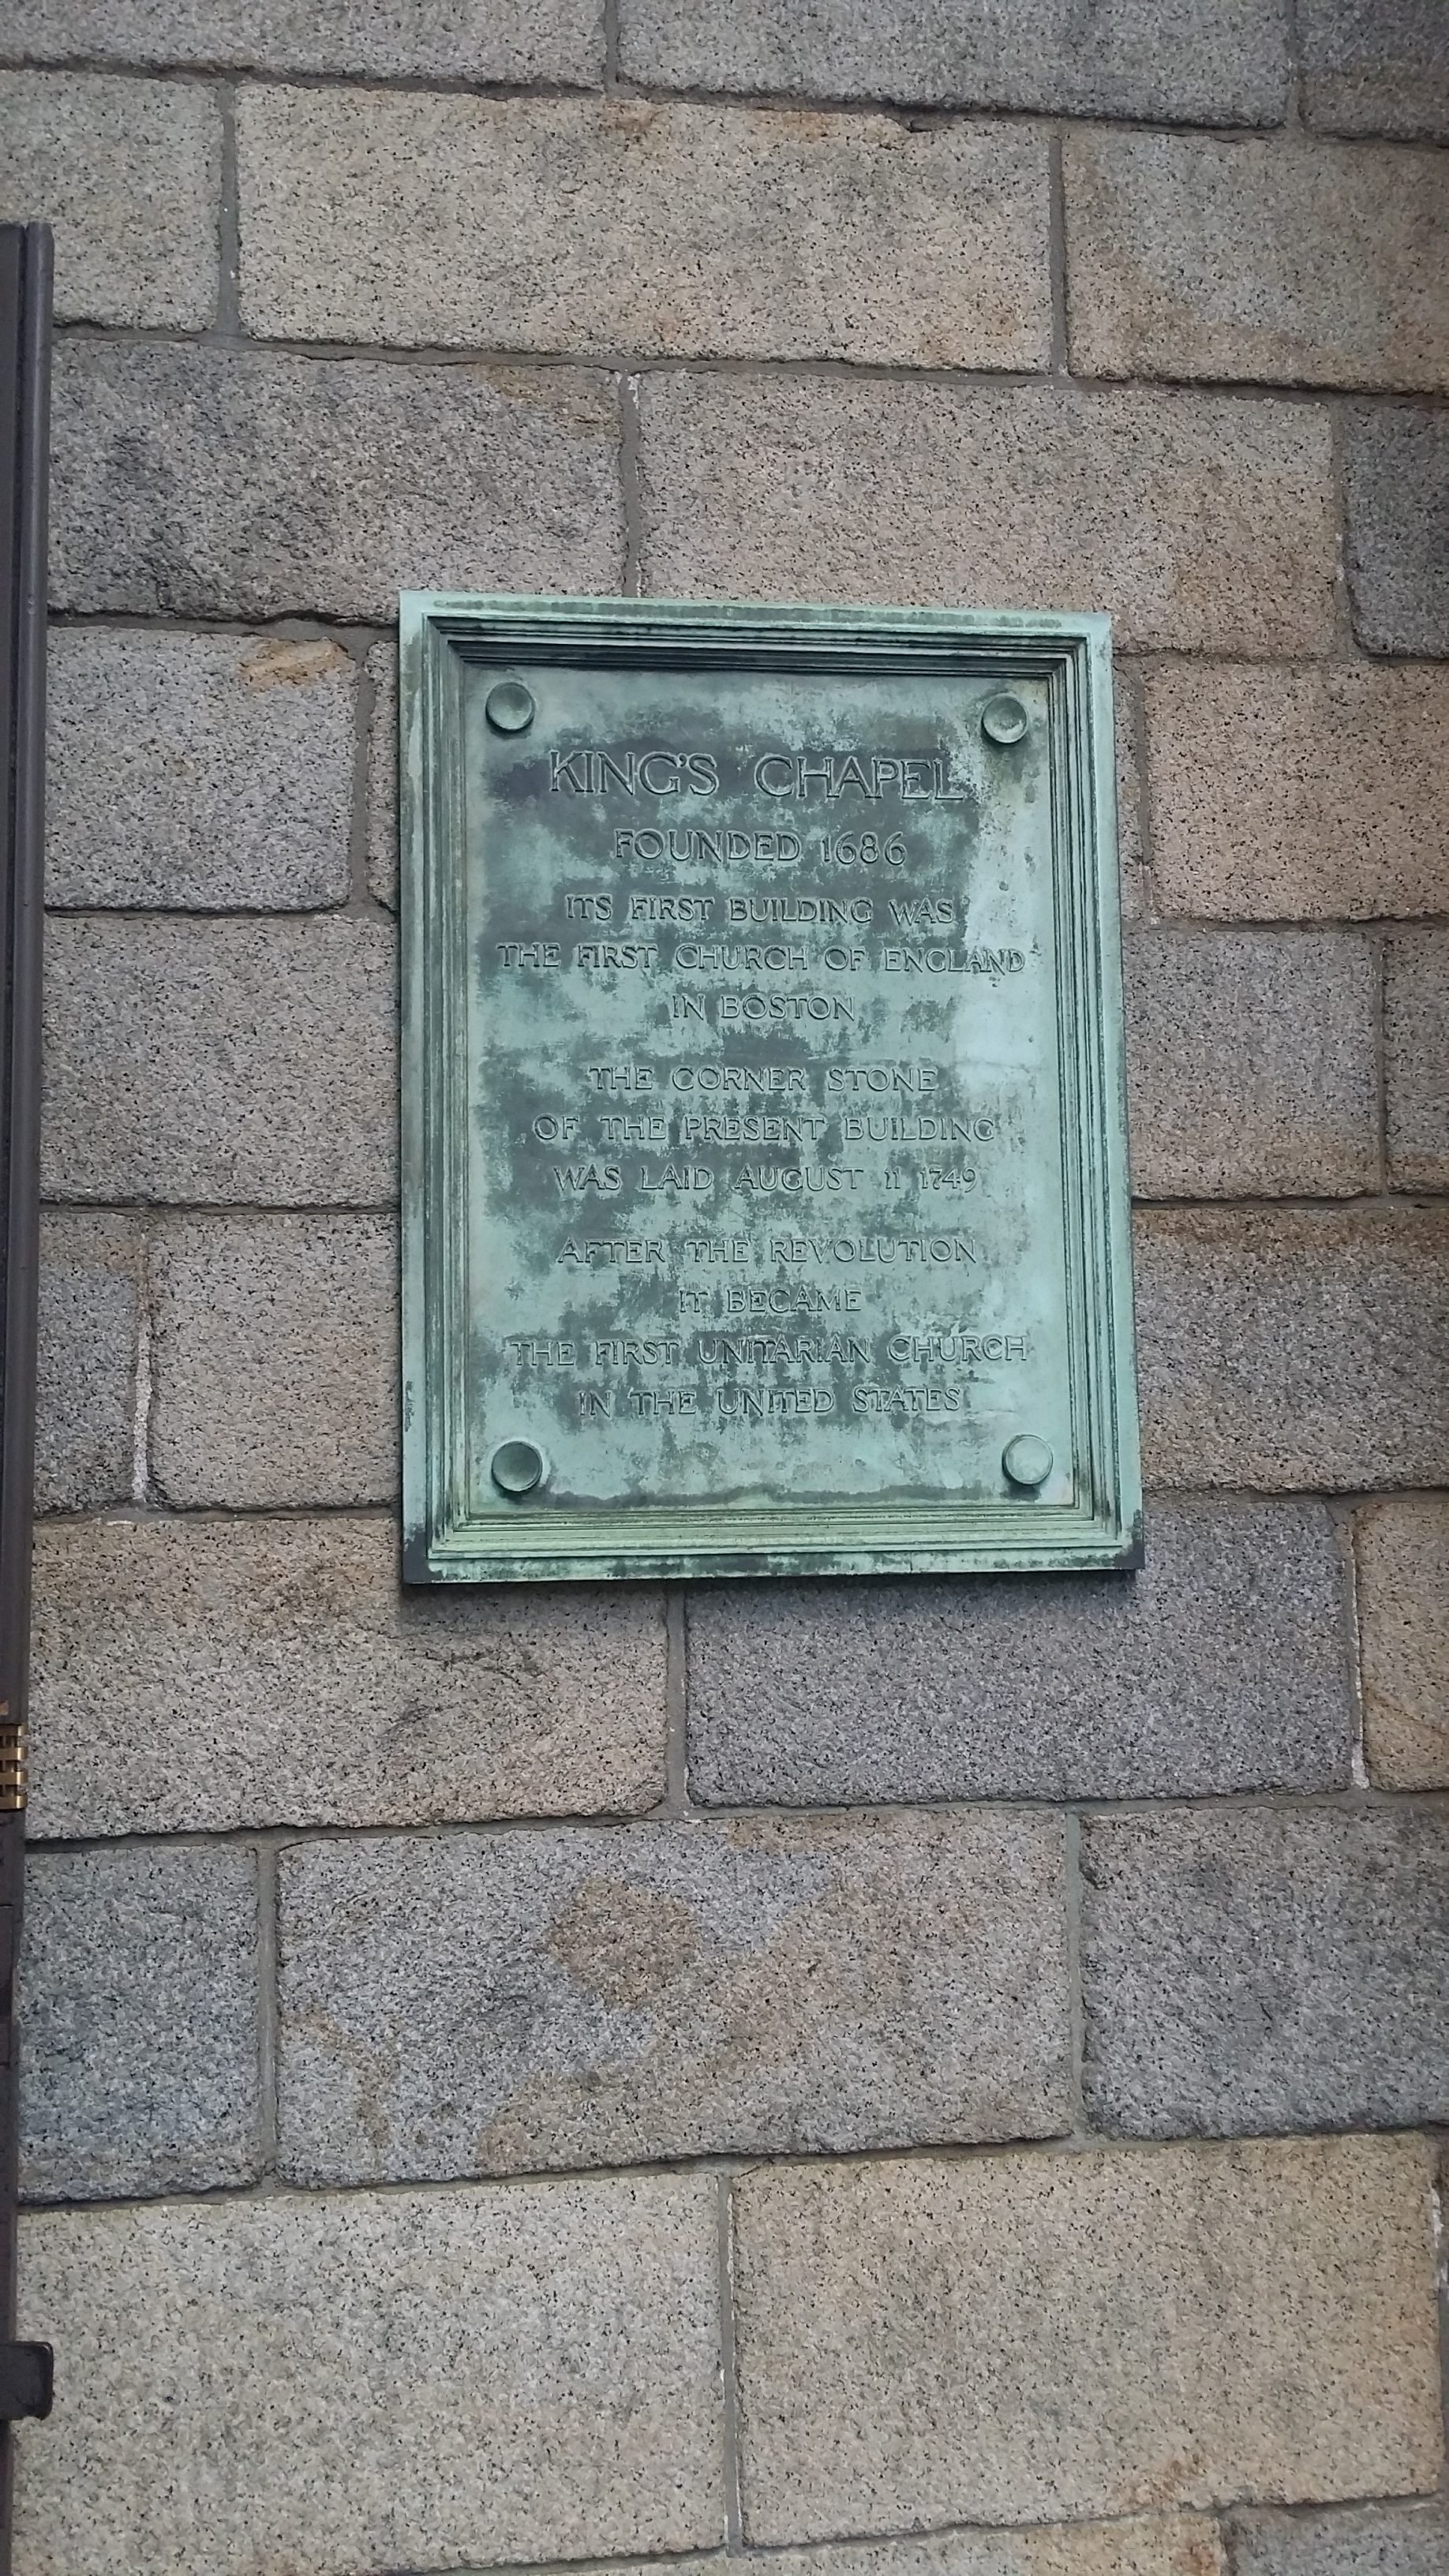 KING'S CHAPEL
FOUNDED 1686
ITS FIRST BUILDING WAS
THE FIRST CHURCH OF ENGLAND
IN BOSTON
THE CORNER STONE
OF THE PRESENT BUILDING
WAS LAID AUGUST 11 1749
AFTER THE REVOLUTION
IT BECAME
THE FIRST UNITARIAN CHURCH
IN THE UNITED STATES